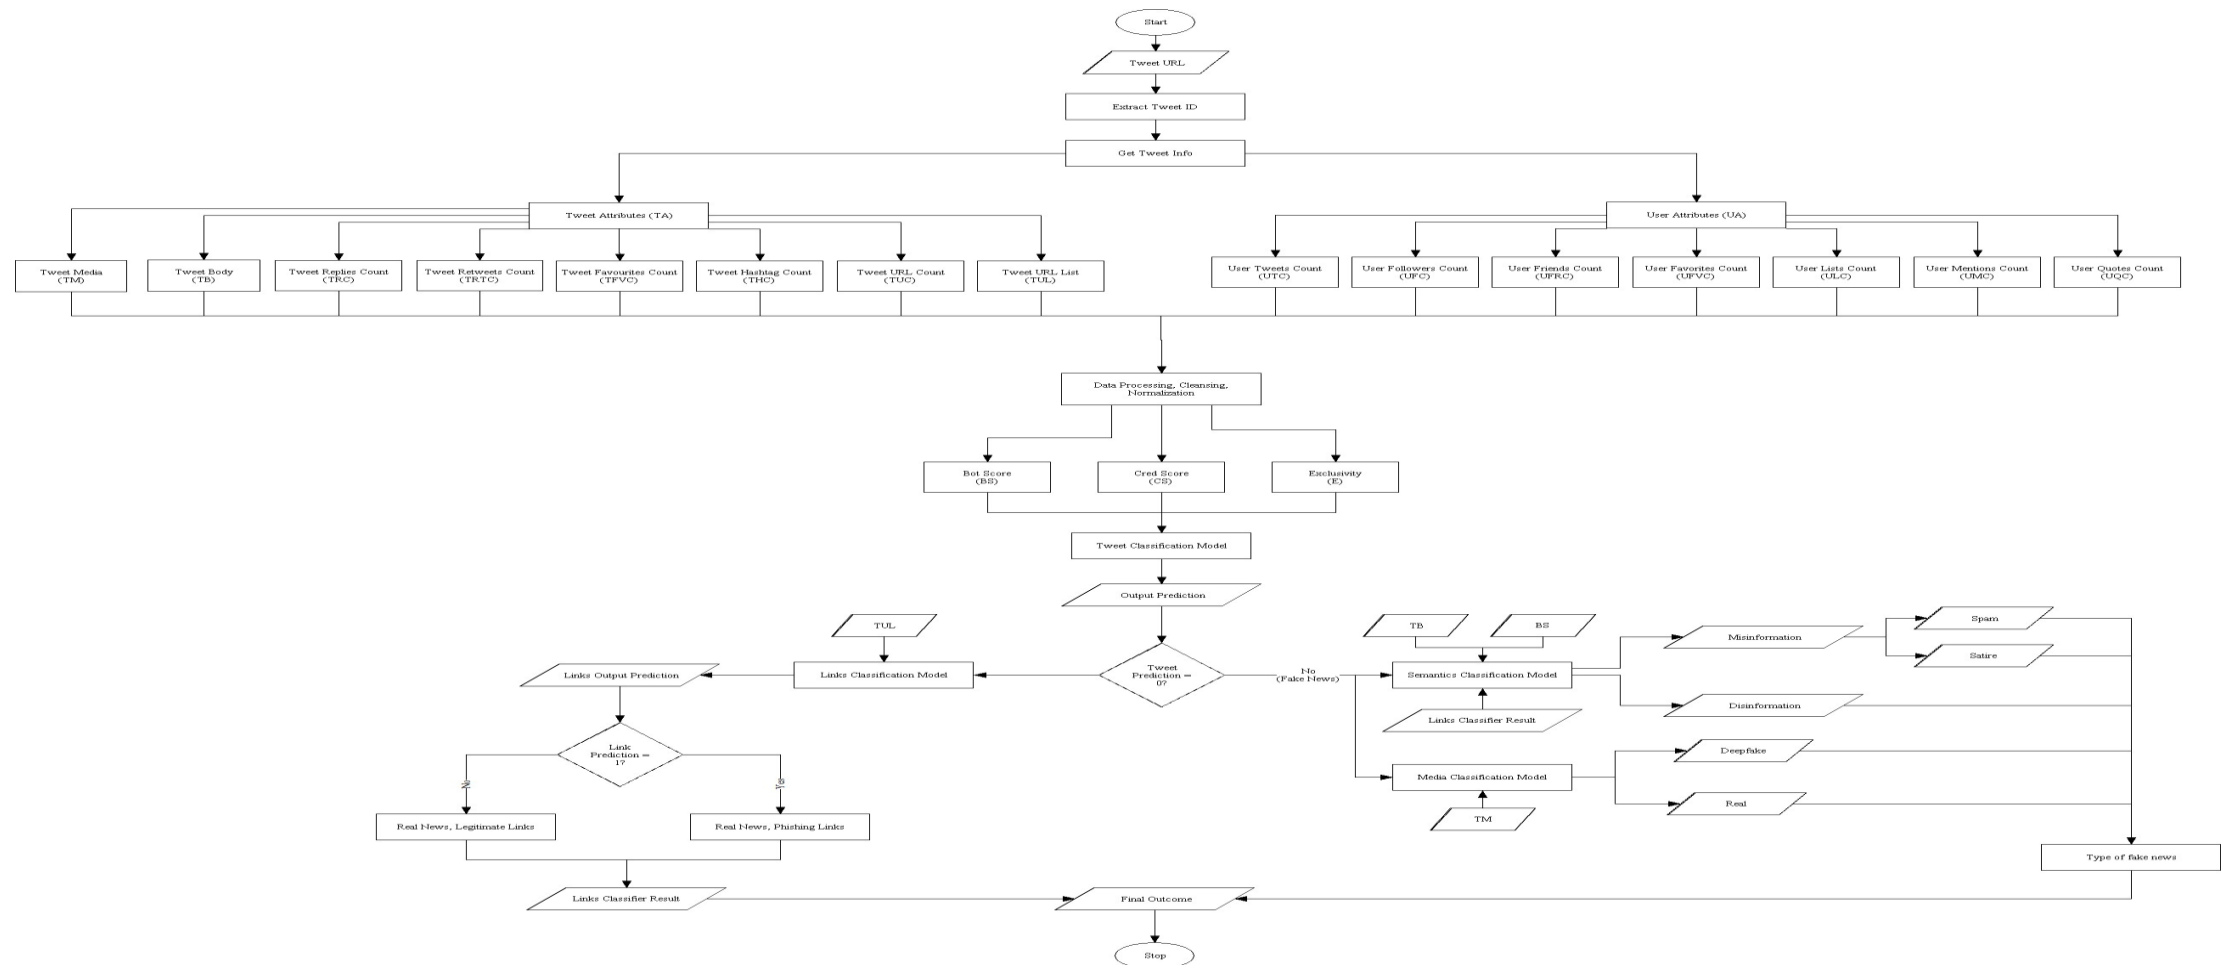 Start
Tweet URL
Extract Tweet ID
Get Tweet Info
Tweet Attributes (TA)
User Attributes (UA)
Tweet Media
(TM)
Tweet Body
(TB)
Tweet Replies Count
(TRC)
Tweet Retweets Count
(TRTC)
Tweet Favourites Count
(TFVC)
Tweet Hashtag Count
(THC)
Tweet URL Count
(TUC)
Tweet URL List
(TUL)
User Tweets Count
(UTC)
User Followers Count
(UFC)
User Friends Count
(UFRC)
User Favorites Count
(UFVC)
User Lists Count
(ULC)
User Mentions Count
(UMC)
User Quotes Count
(UQC)
Data Processing, Cleansing,
Normalization
Bot Score
(BS)
Cred Score
(CS)
Exclusivity
(E)
Tweet Classification Model
Output Prediction
TUL
TB
BS
Spam
Misinformation
Satire
Links Output Prediction
Links Classification Model
Tweet
Prediction =
0?
No
(Fake News)
Semantics Classification Model
Disinformation
Links Classifier Result
Link
Prediction =
1?
Deepfake
No
Yes
Media Classification Model
Real
TM
Real News, Legitimate Links
Real News, Phishing Links
Type of fake news
Links Classifier Result
Final Outcome
Stop